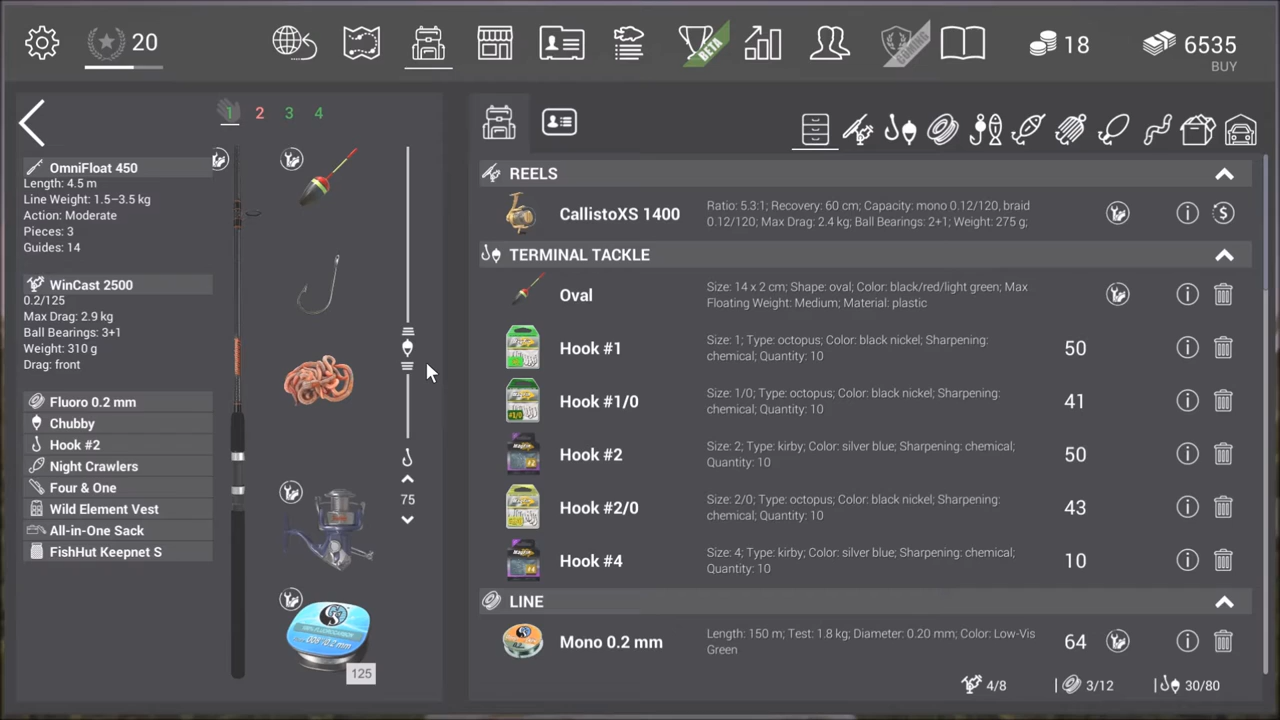 20
BETA
GAMING
18
6535
BUY
1 2 3 4
OmniFloat 450
Length: 4.5 m
Line Weight: 1.5–3.5 kg
Action: Moderate
Pieces: 3
Guides: 14
WinCast 2500
0.2/125
Max Drag: 2.9 kg
Ball Bearings: 3+1
Weight: 310 g
Drag: front
Fluoro 0.2 mm
Chubby
Hook #2
Night Crawlers
Four & One
Wild Element Vest
All-in-One Sack
FishHut Keepnet S
75
125
REELS
CallistoXS 1400
Ratio: 5.3:1; Recovery: 60 cm; Capacity: mono 0.12/120, braid
0.12/120; Max Drag: 2.4 kg; Ball Bearings: 2+1; Weight: 275 g;
TERMINAL TACKLE
Oval
Size: 14 x 2 cm; Shape: oval; Color: black/red/light green; Max
Floating Weight: Medium; Material: plastic
Hook #1
Size: 1; Type: octopus; Color: black nickel; Sharpening:
chemical; Quantity: 10
50
Hook #1/0
Size: 1/0; Type: octopus; Color: black nickel; Sharpening:
chemical; Quantity: 10
41
Hook #2
Size: 2; Type: kirby; Color: silver blue; Sharpening: chemical;
Quantity: 10
50
Hook #2/0
Size: 2/0; Type: octopus; Color: black nickel; Sharpening:
chemical; Quantity: 10
43
Hook #4
Size: 4; Type: kirby; Color: silver blue; Sharpening: chemical;
Quantity: 10
10
LINE
Mono 0.2 mm
Length: 150 m; Test: 1.8 kg; Diameter: 0.20 mm; Color: Low-Vis
Green
64
4/8 3/12 30/80